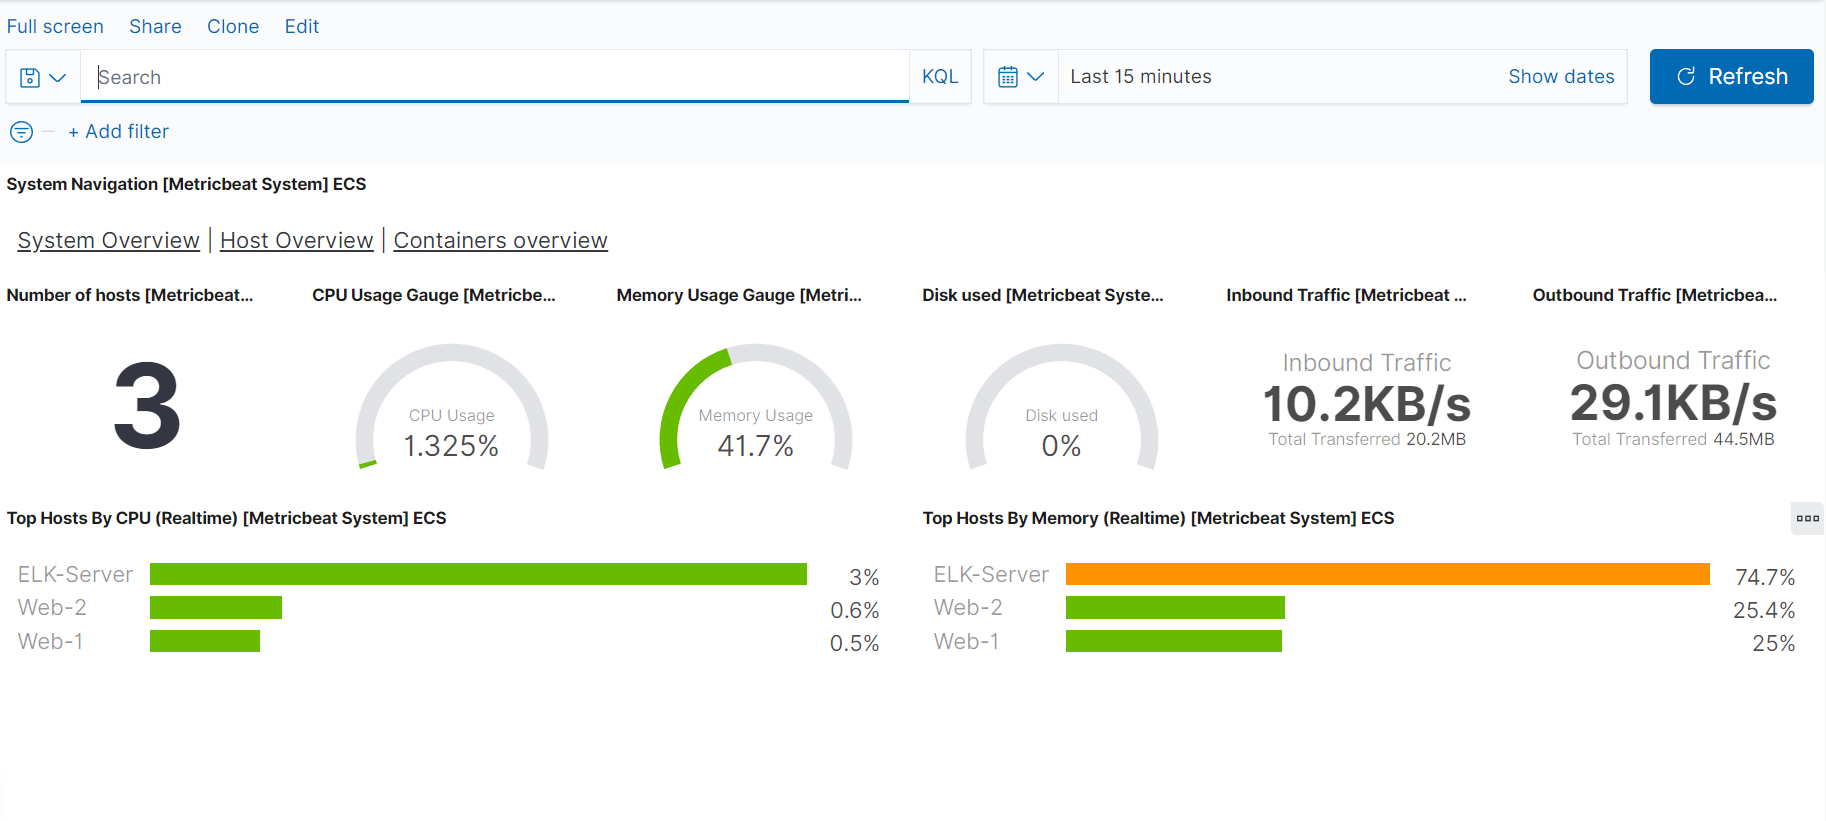 Full screen Share Clone Edit
Search KQL Last 15 minutes Show dates Refresh
+ Add filter
System Navigation [Metricbeat System] ECS
System Overview | Host Overview | Containers overview
Number of hosts [Metricbeat... CPU Usage Gauge [Metricbe... Memory Usage Gauge [Metri... Disk used [Metricbeat Syste... Inbound Traffic [Metricbeat ... Outbound Traffic [Metricbea...
3
CPU Usage
1.325%
Memory Usage
41.7%
Disk used
0%
Inbound Traffic
10.2KB/s
Total Transferred 20.2MB
Outbound Traffic
29.1KB/s
Total Transferred 44.5MB
Top Hosts By CPU (Realtime) [Metricbeat System] ECS
ELK-Server 3%
Web-2 0.6%
Web-1 0.5%
Top Hosts By Memory (Realtime) [Metricbeat System] ECS
ELK-Server 74.7%
Web-2 25.4%
Web-1 25%